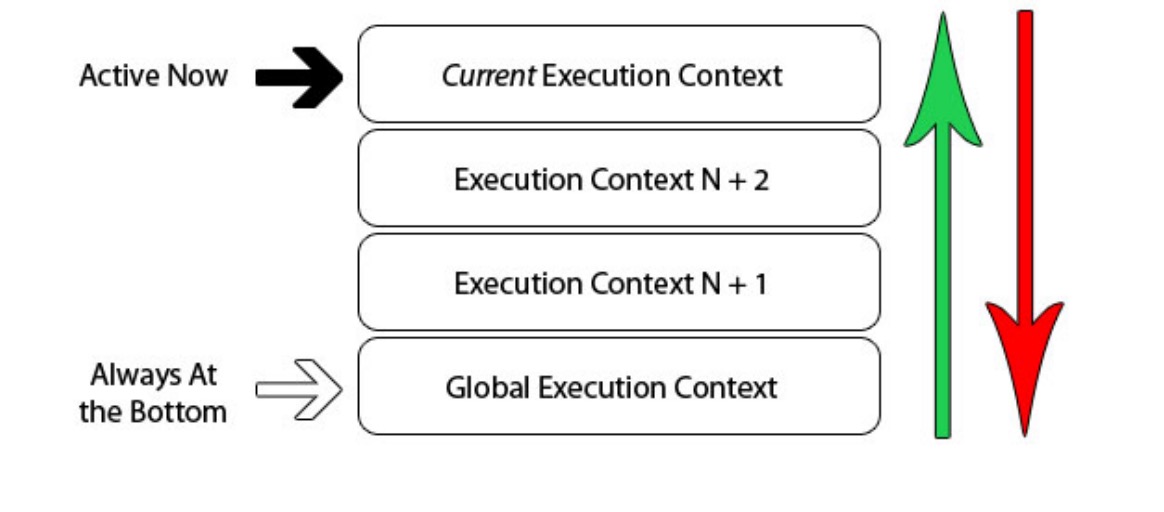 Active Now
Current Execution Context
Execution Context N + 2
Execution Context N + 1
Always At
the Bottom
Global Execution Context